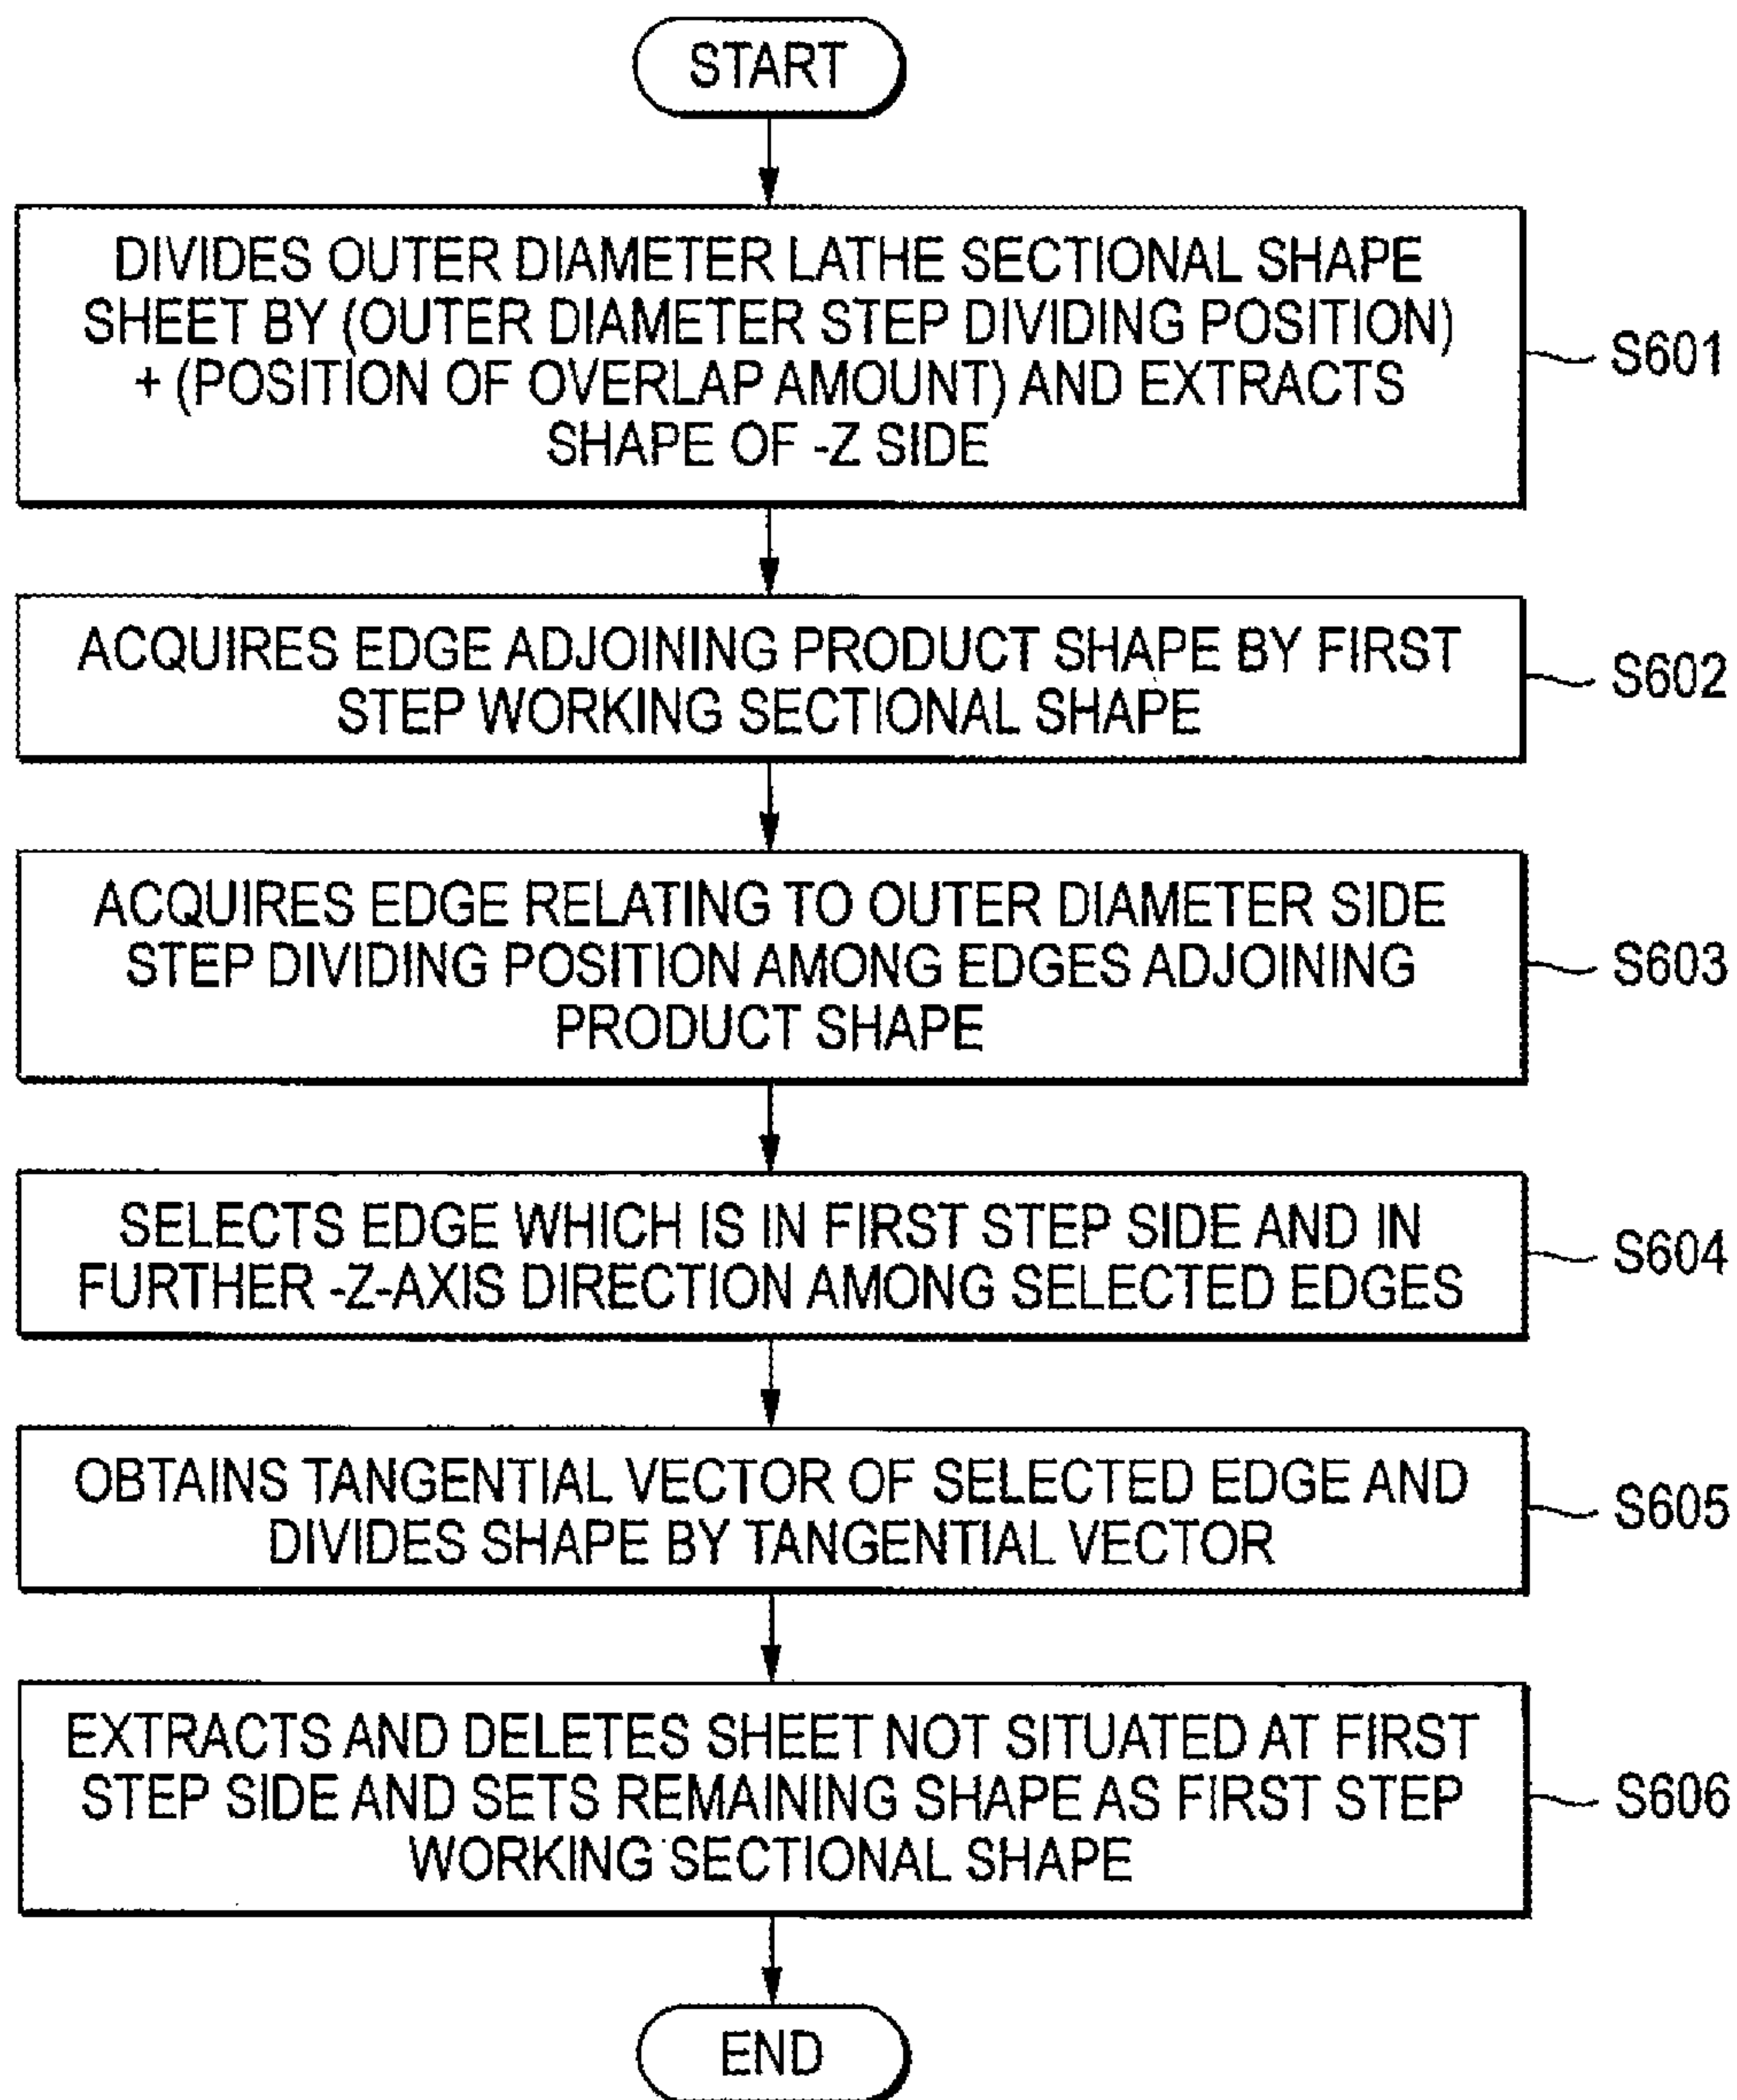 START
DIVIDES OUTER DIAMETER LATHE SECTIONAL SHAPE
SHEET BY (OUTER DIAMETER STEP DIVIDING POSITION)
+ (POSITION OF OVERLAP AMOUNT) AND EXTRACTS
SHAPE OF -Z SIDE
S601
ACQUIRES EDGE ADJOINING PRODUCT SHAPE BY FIRST
STEP WORKING SECTIONAL SHAPE
S602
ACQUIRES EDGE RELATING TO OUTER DIAMETER SIDE
STEP DIVIDING POSITION AMONG EDGES ADJOINING
PRODUCT SHAPE
S603
SELECTS EDGE WHICH IS IN FIRST STEP SIDE AND IN
FURTHER -Z-AXIS DIRECTION AMONG SELECTED EDGES
S604
OBTAINS TANGENTIAL VECTOR OF SELECTED EDGE AND
DIVIDES SHAPE BY TANGENTIAL VECTOR
S605
EXTRACTS AND DELETES SHEET NOT SITUATED AT FIRST
STEP SIDE AND SETS REMAINING SHAPE AS FIRST STEP
WORKING SECTIONAL SHAPE
S606
END